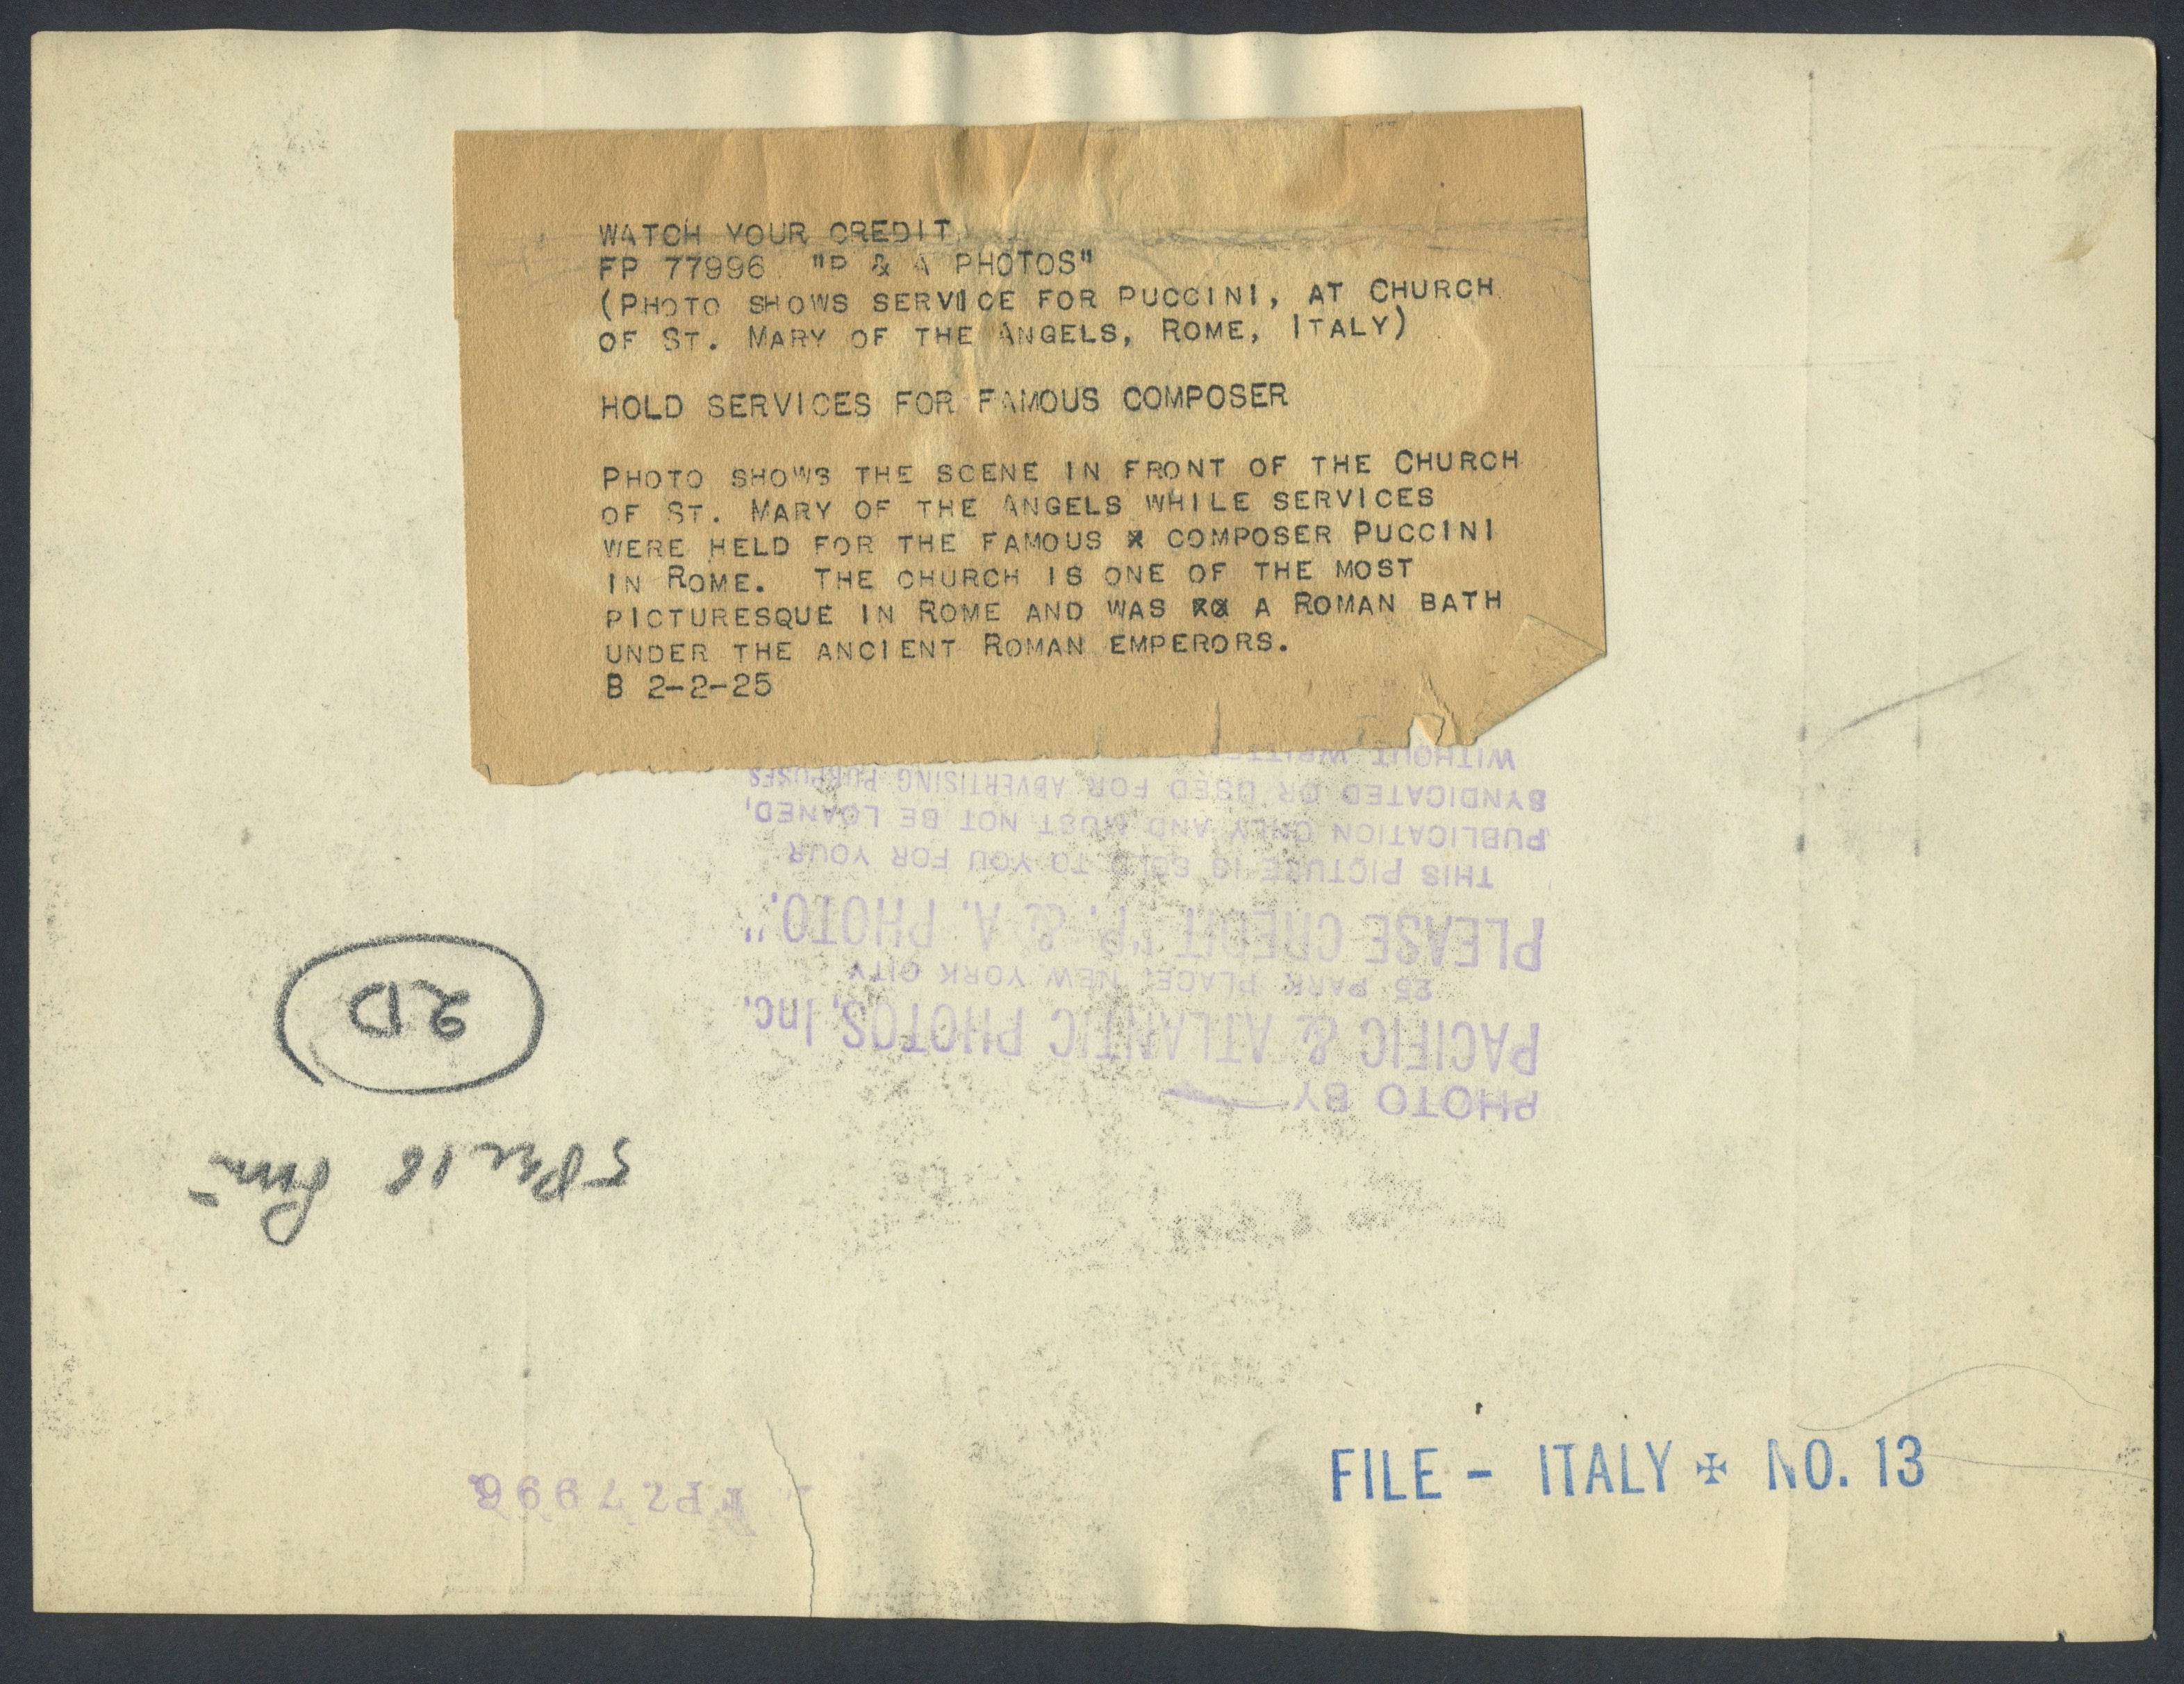 WATCH YOUR CREDIT
FP 77996 "P & A PHOTOS"
(PHOTO SHOWS SERVICE FOR PUCCINI, AT CHURCH
OF ST. MARY OF THE ANGELS, ROME, ITALY)
HOLD SERVICES FOR FAMOUS COMPOSER
PHOTO SHOWS THE SCENE IN FRONT OF THE CHURCH
OF ST. MARY OF THE ANGELS WHILE SERVICES
WERE HELD FOR THE FAMOUS COMPOSER PUCCINI
IN ROME. THE CHURCH IS ONE OF THE MOST
PICTURESQUE IN ROME AND WAS A ROMAN BATH
UNDER THE ANCIENT ROMAN EMPERORS.
B 2-2-25
PHOTO BY
PACIFIC & ATLANTIC PHOTOS, Inc.
25 PARK PLACE, NEW YORK CITY
PLEASE CREDIT "P. & A. PHOTO."
THIS PICTURE IS SOLD TO YOU FOR YOUR
PUBLICATION ONLY AND MUST NOT BE LOANED,
SYNDICATED OR USED FOR ADVERTISING PURPOSES
WITHOUT
2D
FILE - ITALY ✠ NO. 13